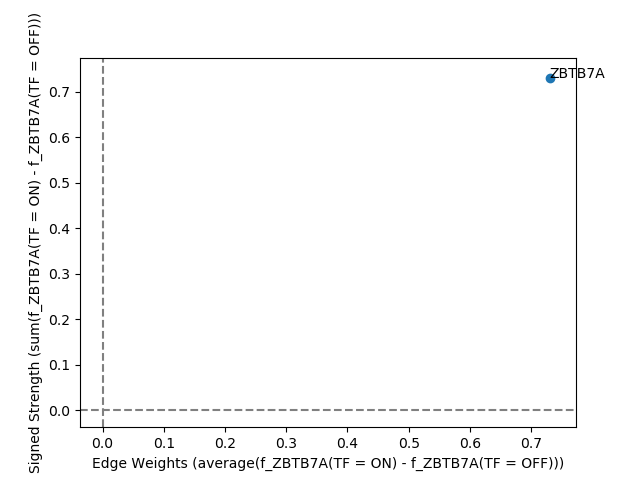 Signed Strength (sum(f_ZBTB7A(TF = ON) - f_ZBTB7A(TF = OFF)))
0.7
0.6
0.5
0.4
0.3
0.2
0.1
0.0
ZBTB7A
0.0 0.1 0.2 0.3 0.4 0.5 0.6 0.7
Edge Weights (average(f_ZBTB7A(TF = ON) - f_ZBTB7A(TF = OFF)))